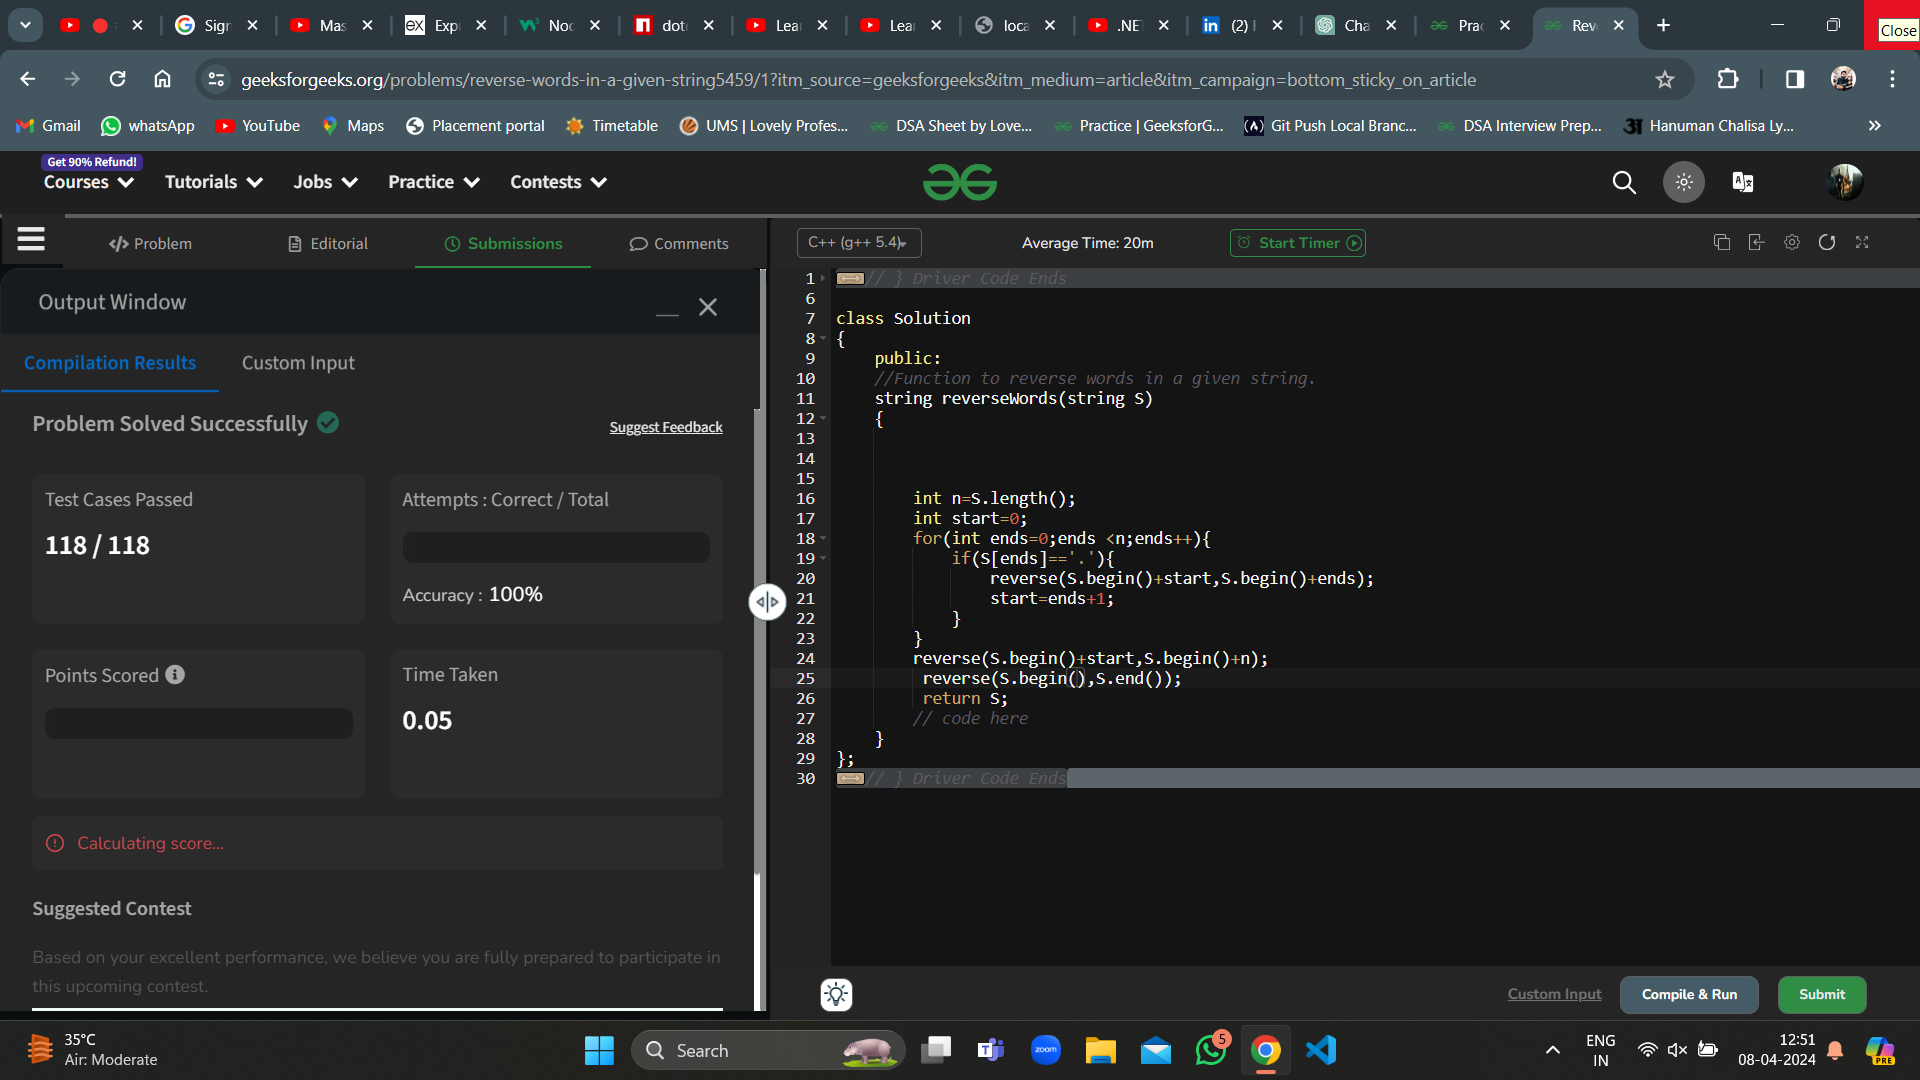 Sign
Mas
Exp
Noc
dot
Lear
Lear
loca
.NE
(2)
Cha
Prac
Rev
Close
geeksforgeeks.org/problems/reverse-words-in-a-given-string5459/1?itm_source=geeksforgeeks&itm_medium=article&itm_campaign=bottom_sticky_on_article
Gmail
whatsApp
YouTube
Maps
Placement portal
Timetable
UMS | Lovely Profes...
DSA Sheet by Love...
Practice | GeeksforG...
Git Push Local Branc...
DSA Interview Prep...
Hanuman Chalisa Ly...
Get 90% Refund!
Courses
Tutorials
Jobs
Practice
Contests
Problem
Editorial
Submissions
Comments
Output Window
Compilation Results
Custom Input
Problem Solved Successfully
Suggest Feedback
Test Cases Passed
118 / 118
Attempts : Correct / Total
Accuracy : 100%
Points Scored
Time Taken
0.05
Calculating score...
Suggested Contest
Based on your excellent performance, we believe you are fully prepared to participate in
this upcoming contest.
C++ (g++ 5.4)
Average Time: 20m
Start Timer
1 // } Driver Code Ends
6
7 class Solution
8 {
9 public:
10 //Function to reverse words in a given string.
11 string reverseWords(string S)
12 {
13
14
15
16 int n=S.length();
17 int start=0;
18 for(int ends=0;ends <n;ends++){
19 if(S[ends]=='.'){
20 reverse(S.begin()+start,S.begin()+ends);
21 start=ends+1;
22 }
23 }
24 reverse(S.begin()+start,S.begin()+n);
25 reverse(S.begin(),S.end());
26 return S;
27 // code here
28 }
29 };
30 // } Driver Code Ends
Custom Input
Compile & Run
Submit
35°C
Air: Moderate
Search
zoom
5
ENG
IN
12:51
08-04-2024
PRE